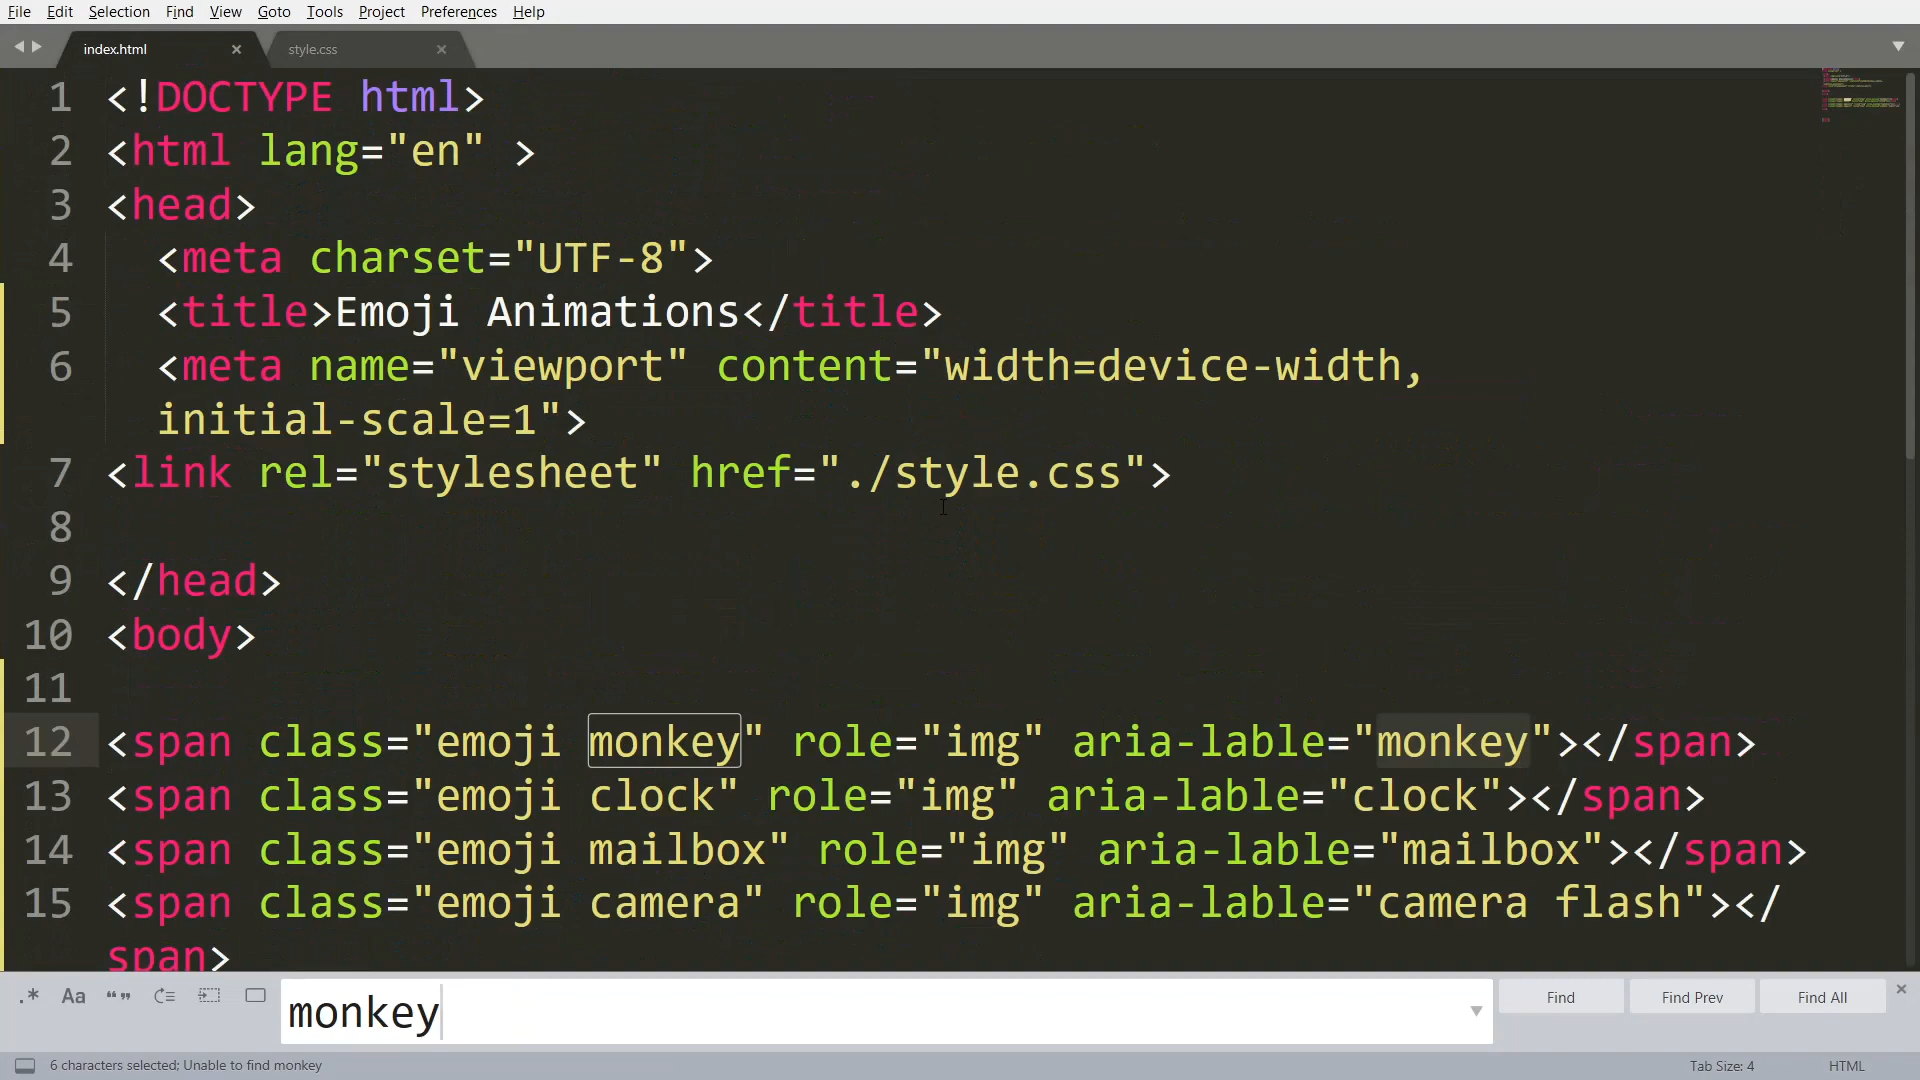 File Edit Selection Find View Goto Tools Project Preferences Help
index.html × style.css ×
1 <!DOCTYPE html>
2 <html lang="en" >
3 <head>
4 <meta charset="UTF-8">
5 <title>Emoji Animations</title>
6 <meta name="viewport" content="width=device-width,
initial-scale=1">
7 <link rel="stylesheet" href="./style.css">
8
9 </head>
10 <body>
11
12 <span class="emoji monkey" role="img" aria-lable="monkey"></span>
13 <span class="emoji clock" role="img" aria-lable="clock"></span>
14 <span class="emoji mailbox" role="img" aria-lable="mailbox"></span>
15 <span class="emoji camera" role="img" aria-lable="camera flash"></
span>
.* Aa “” monkey Find Find Prev Find All ×
6 characters selected; Unable to find monkey Tab Size: 4 HTML